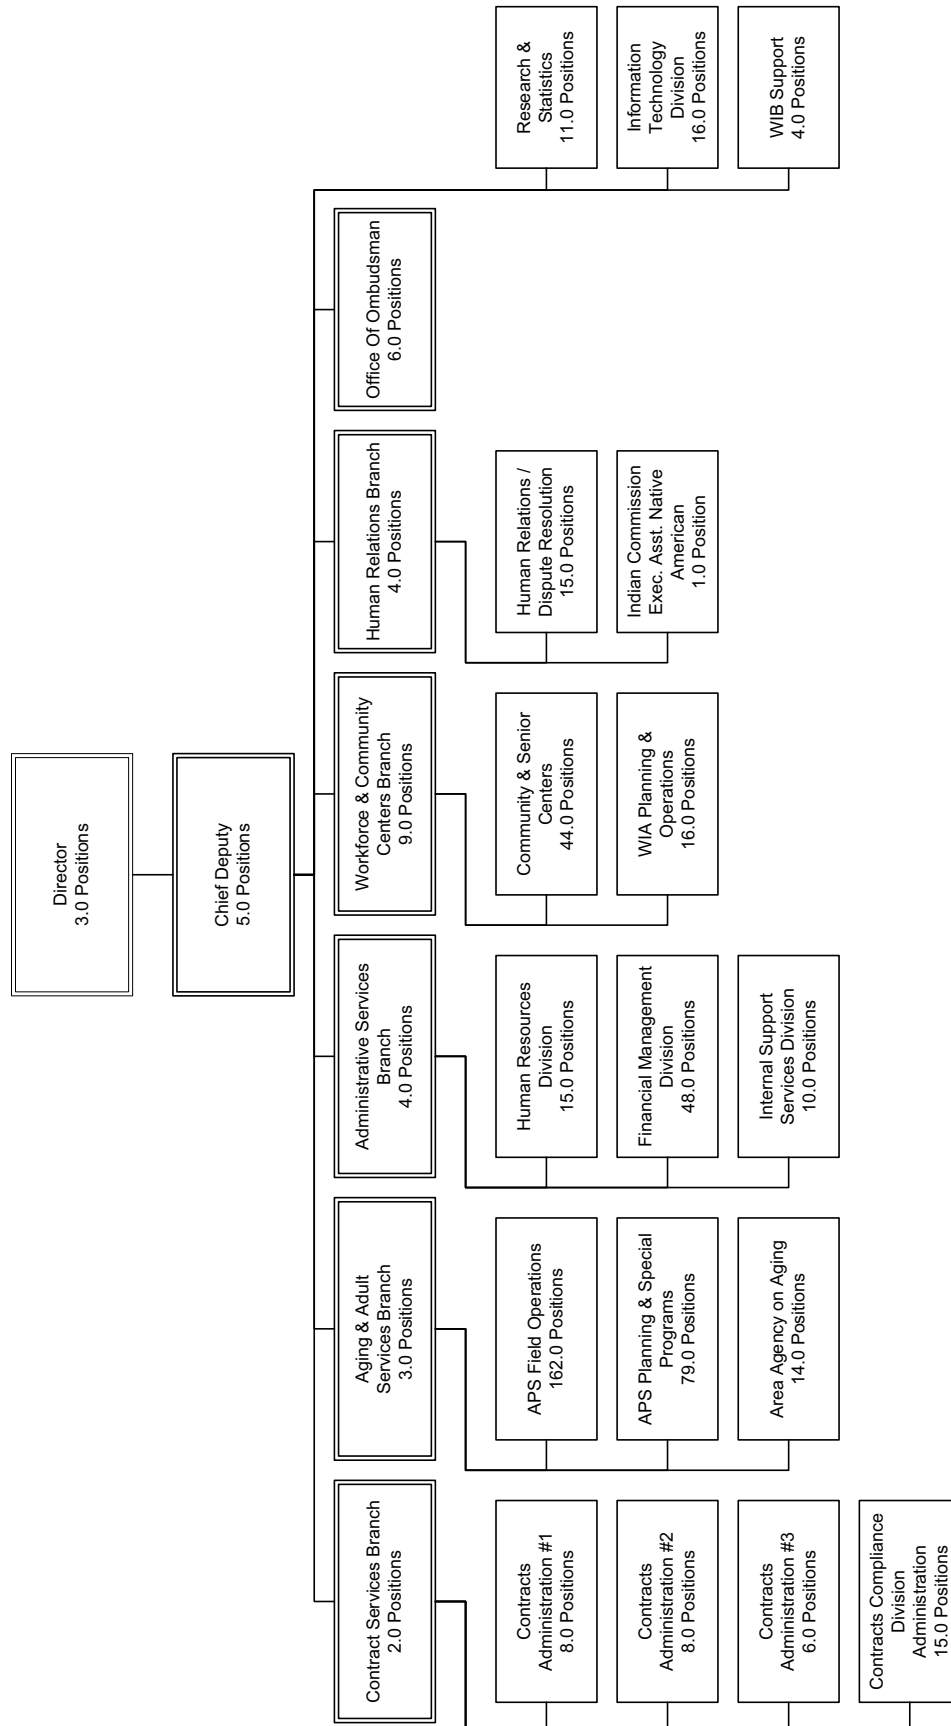 Director
3.0 Positions
Chief Deputy
5.0 Positions
Contract Services Branch
2.0 Positions
Aging & Adult
Services Branch
3.0 Positions
Administrative Services
Branch
4.0 Positions
Workforce & Community
Centers Branch
9.0 Positions
Human Relations Branch
4.0 Positions
Office Of Ombudsman
6.0 Positions
Contracts
Administration #1
8.0 Positions
Contracts
Administration #2
8.0 Positions
Contracts
Administration #3
6.0 Positions
Contracts Compliance
Division
Administration
15.0 Positions
APS Field Operations
162.0 Positions
APS Planning & Special
Programs
79.0 Positions
Area Agency on Aging
14.0 Positions
Human Resources
Division
15.0 Positions
Financial Management
Division
48.0 Positions
Internal Support
Services Division
10.0 Positions
Community & Senior
Centers
44.0 Positions
WIA Planning &
Operations
16.0 Positions
Human Relations /
Dispute Resolution
15.0 Positions
Indian Commission
Exec. Asst. Native
American
1.0 Position
Research &
Statistics
11.0 Positions
Information
Technology
Division
16.0 Positions
WIB Support
4.0 Positions